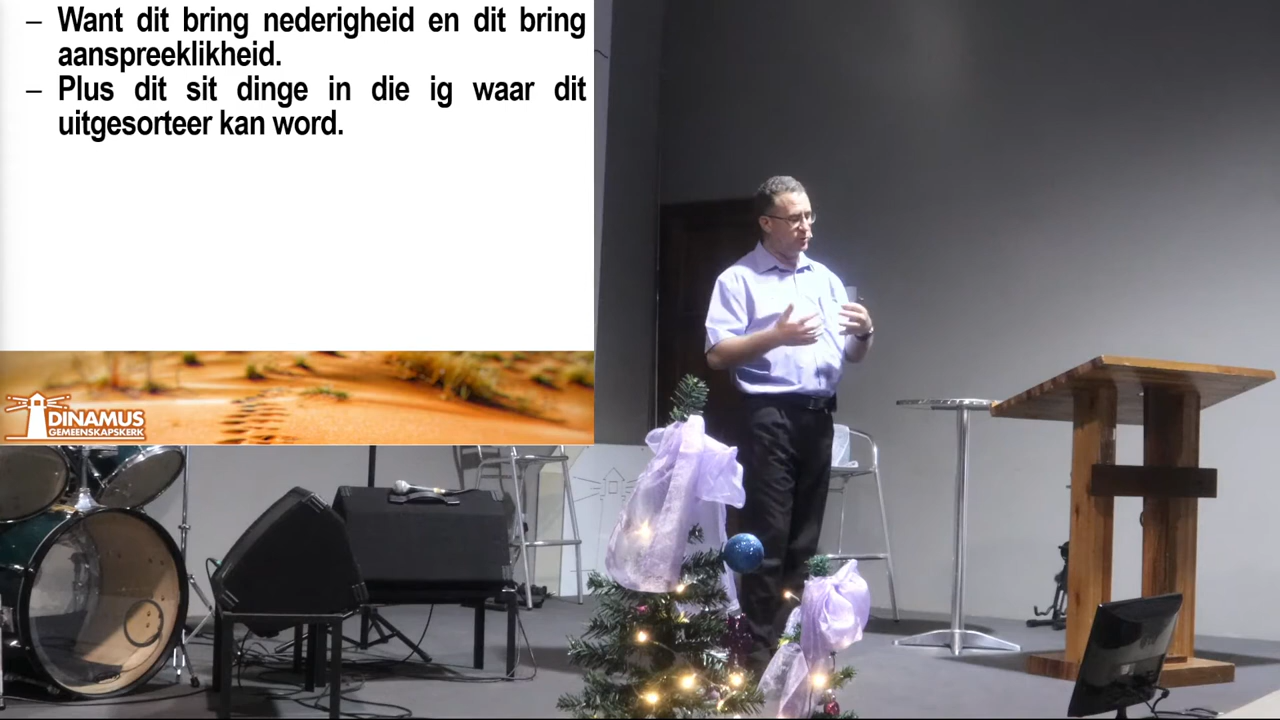 – Want dit bring nederigheid en dit bring
aanspreeklikheid.
– Plus dit sit dinge in die ig waar dit
uitgesorteer kan word.
DINAMUS
GEMEENSKAPSKERK